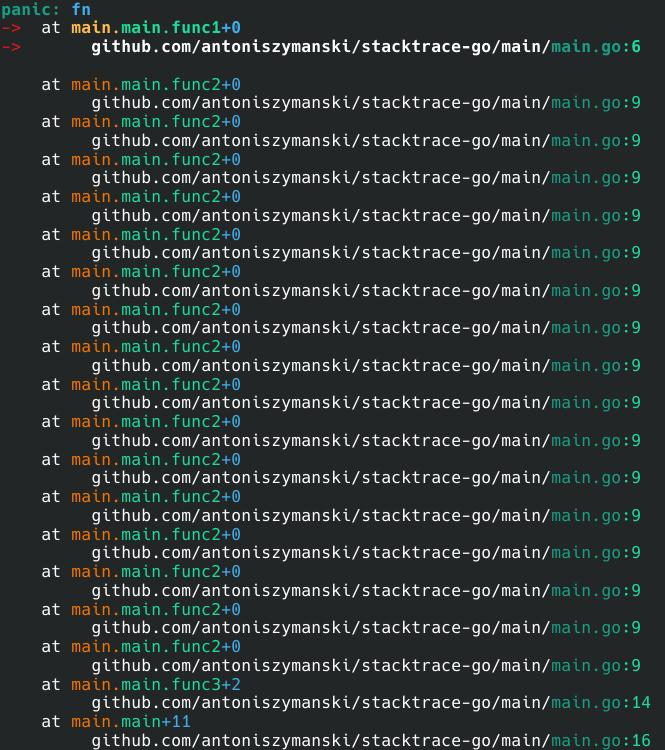 panic: fn
-> at main.main.func1+0
-> github.com/antoniszymanski/stacktrace-go/main/main.go:6
at main.main.func2+0
github.com/antoniszymanski/stacktrace-go/main/main.go:9
at main.main.func2+0
github.com/antoniszymanski/stacktrace-go/main/main.go:9
at main.main.func2+0
github.com/antoniszymanski/stacktrace-go/main/main.go:9
at main.main.func2+0
github.com/antoniszymanski/stacktrace-go/main/main.go:9
at main.main.func2+0
github.com/antoniszymanski/stacktrace-go/main/main.go:9
at main.main.func2+0
github.com/antoniszymanski/stacktrace-go/main/main.go:9
at main.main.func2+0
github.com/antoniszymanski/stacktrace-go/main/main.go:9
at main.main.func2+0
github.com/antoniszymanski/stacktrace-go/main/main.go:9
at main.main.func2+0
github.com/antoniszymanski/stacktrace-go/main/main.go:9
at main.main.func2+0
github.com/antoniszymanski/stacktrace-go/main/main.go:9
at main.main.func2+0
github.com/antoniszymanski/stacktrace-go/main/main.go:9
at main.main.func2+0
github.com/antoniszymanski/stacktrace-go/main/main.go:9
at main.main.func2+0
github.com/antoniszymanski/stacktrace-go/main/main.go:9
at main.main.func2+0
github.com/antoniszymanski/stacktrace-go/main/main.go:9
at main.main.func2+0
github.com/antoniszymanski/stacktrace-go/main/main.go:9
at main.main.func2+0
github.com/antoniszymanski/stacktrace-go/main/main.go:9
at main.main.func3+2
github.com/antoniszymanski/stacktrace-go/main/main.go:14
at main.main+11
github.com/antoniszymanski/stacktrace-go/main/main.go:16